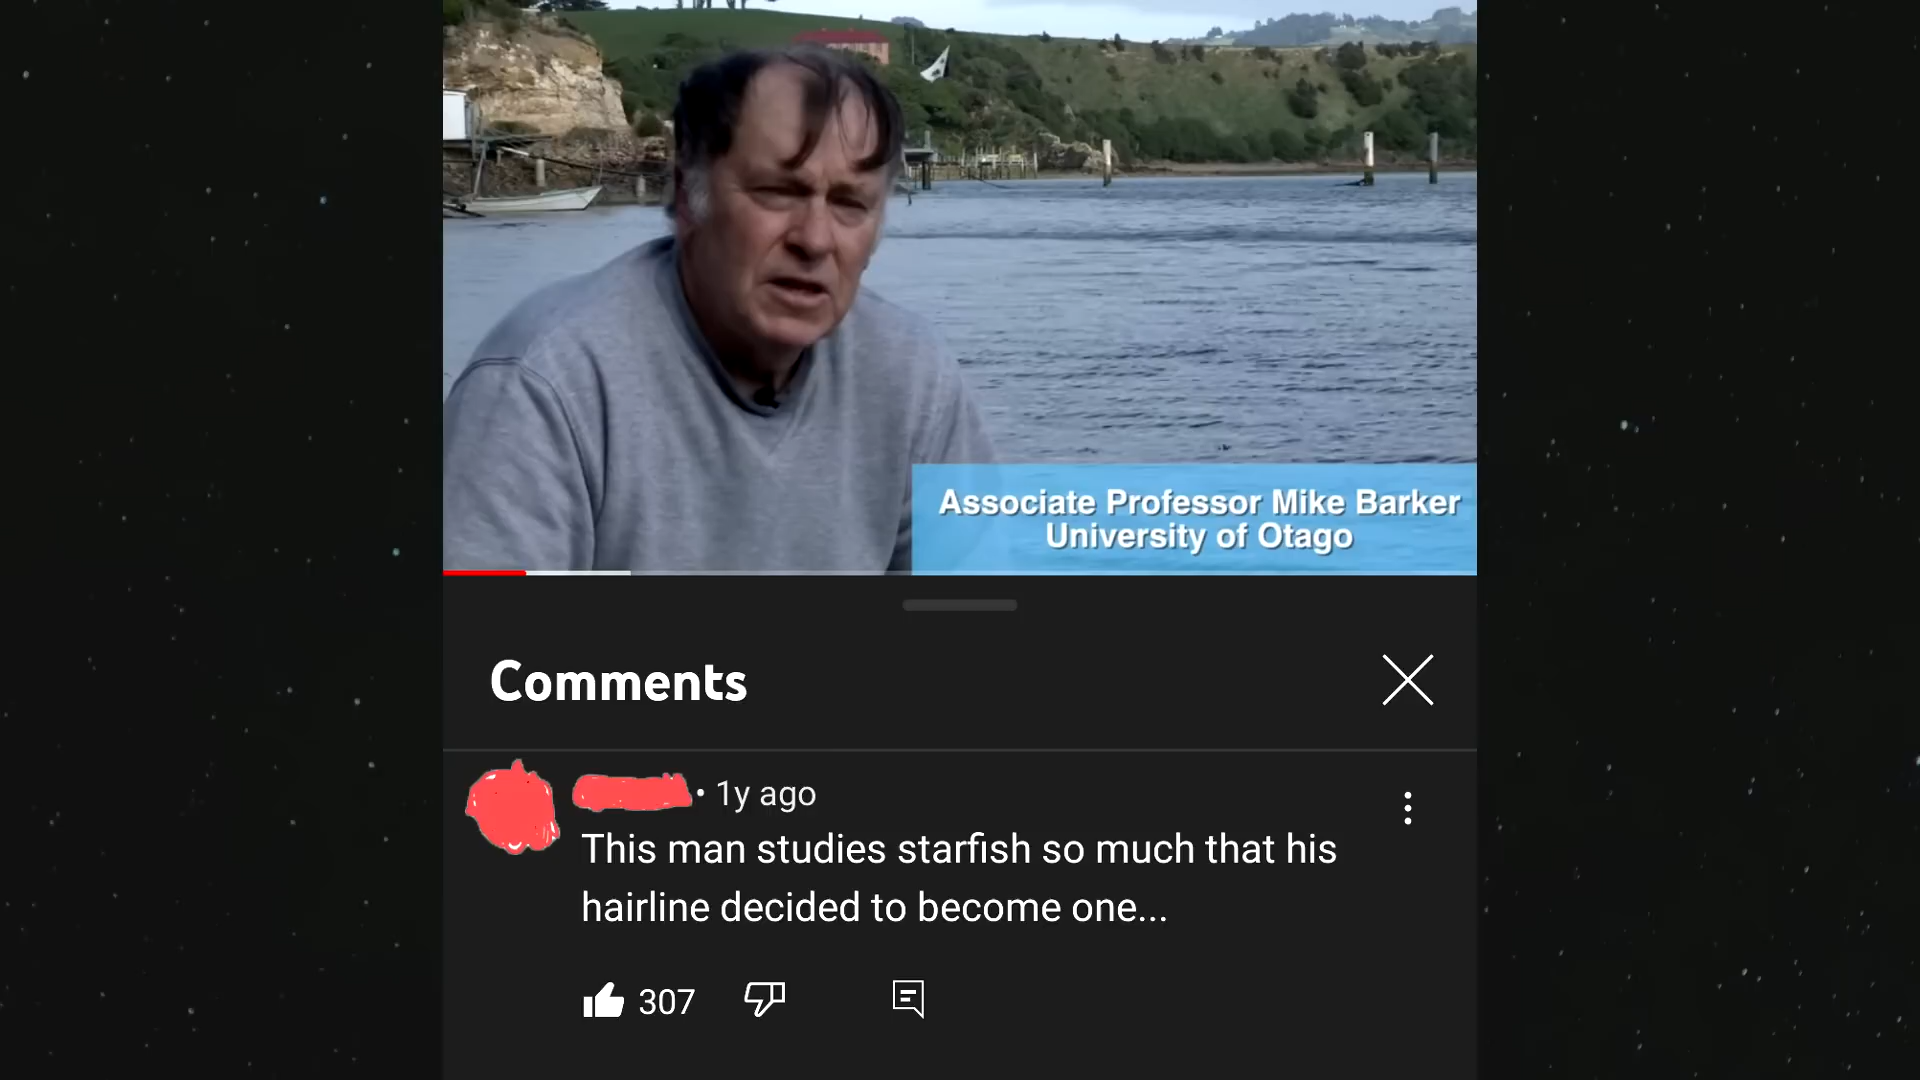 Associate Professor Mike Barker
University of Otago
Comments
• 1y ago
This man studies starfish so much that his
hairline decided to become one...
307